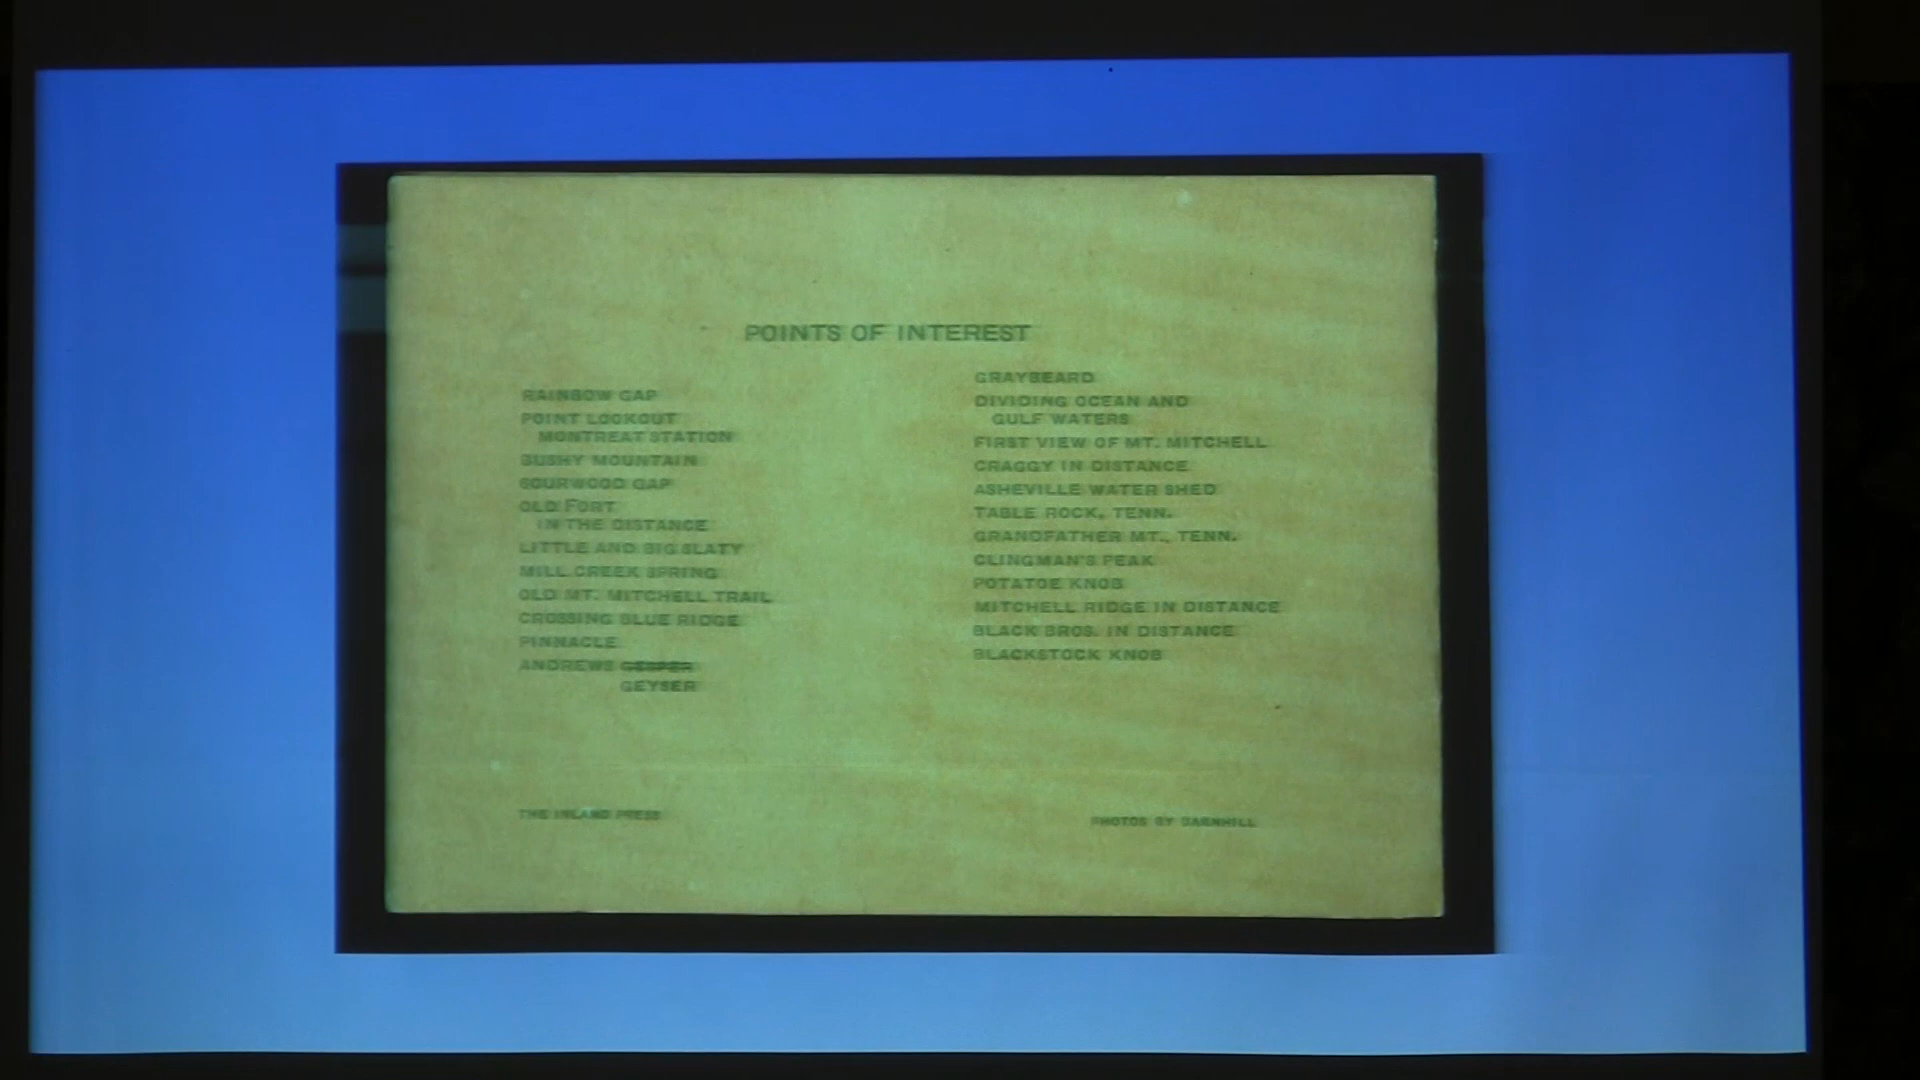 POINTS OF INTEREST
RAINBOW GAP
POINT LOOKOUT
MONTREAT STATION
BUSHY MOUNTAIN
SOURWOOD GAP
OLD FORT
IN THE DISTANCE
LITTLE AND BIG SLATY
MILL CREEK SPRING
OLD MT. MITCHELL TRAIL
CROSSING BLUE RIDGE
PINNACLE
ANDREWS
GEYSER
GRAYBEARD
DIVIDING OCEAN AND
GULF WATERS
FIRST VIEW OF MT. MITCHELL
CRAGGY IN DISTANCE
ASHEVILLE WATER SHED
TABLE ROCK, TENN.
GRANDFATHER MT., TENN.
CLINGMAN'S PEAK
POTATOE KNOB
MITCHELL RIDGE IN DISTANCE
BLACK BROS. IN DISTANCE
BLACKSTOCK KNOB
THE INLAND PRESS
PHOTOS BY BARNHILL